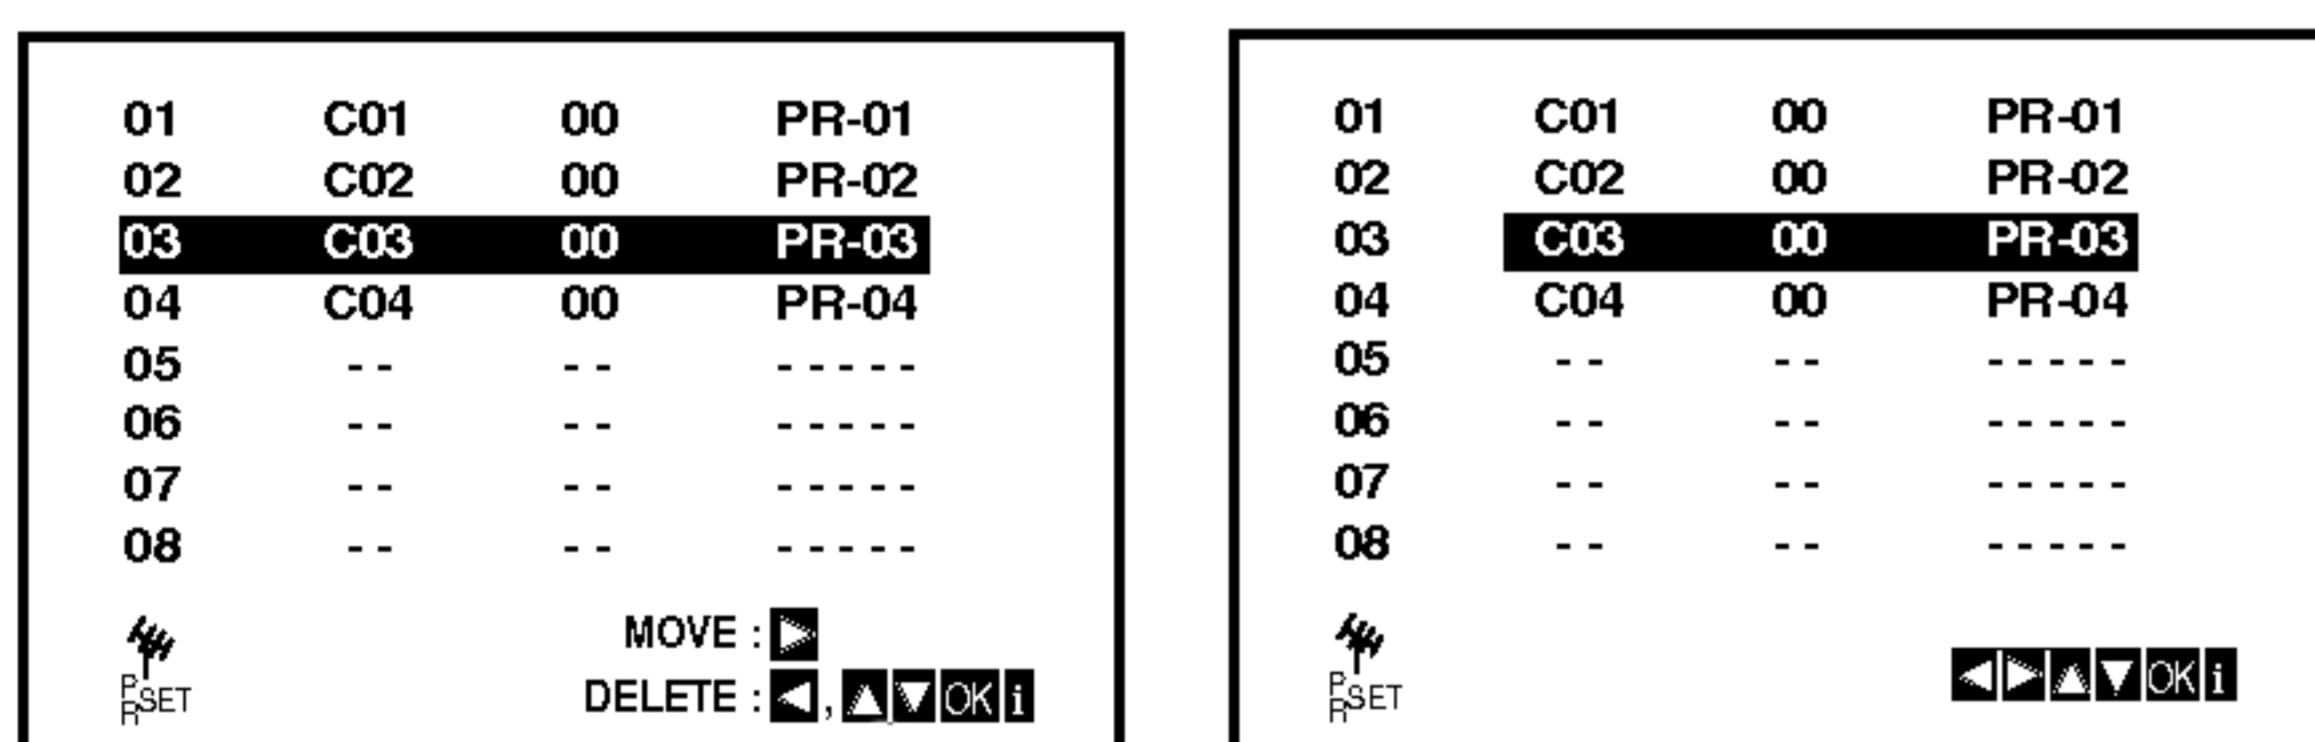 01 C01 00 PR-01
02 C02 00 PR-02
03 C03 00 PR-03
04 C04 00 PR-04
05 -- -- -----
06 -- -- -----
07 -- -- -----
08 -- -- -----
MOVE : ▷
PR SET DELETE : ◁ , △ ▽ OK i
01 C01 00 PR-01
02 C02 00 PR-02
03 C03 00 PR-03
04 C04 00 PR-04
05 -- -- -----
06 -- -- -----
07 -- -- -----
08 -- -- -----
PR SET ◁ ▷ △ ▽ OK i